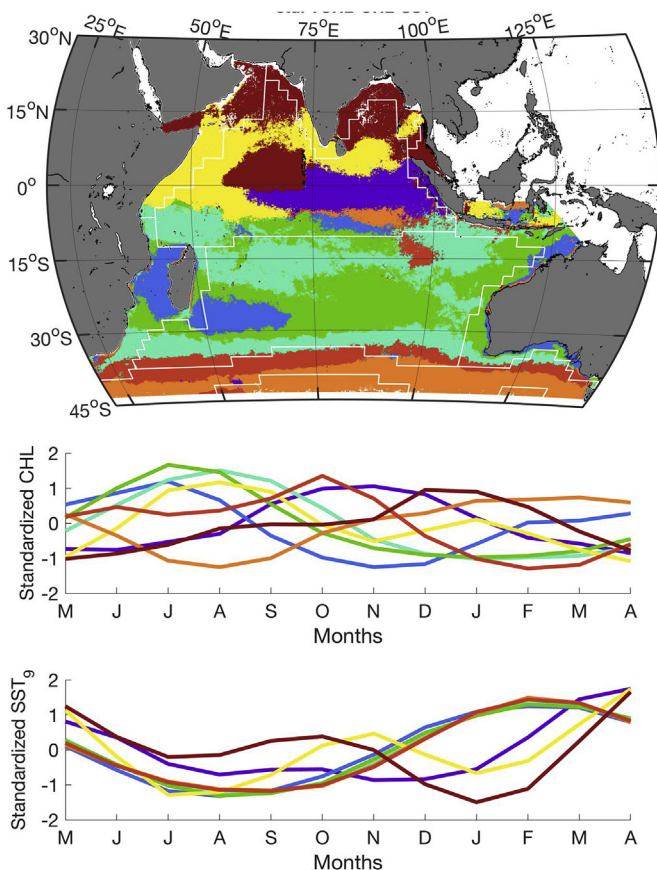 25°E 50°E 75°E 100°E 125°E
30°N
15°N
0°
15°S
30°S
45°S
Standardized CHL
2
1
0
-1
-2
M J J A S O N D J F M A
Months
Standardized SST9
2
1
0
-1
-2
M J J A S O N D J F M A
Months